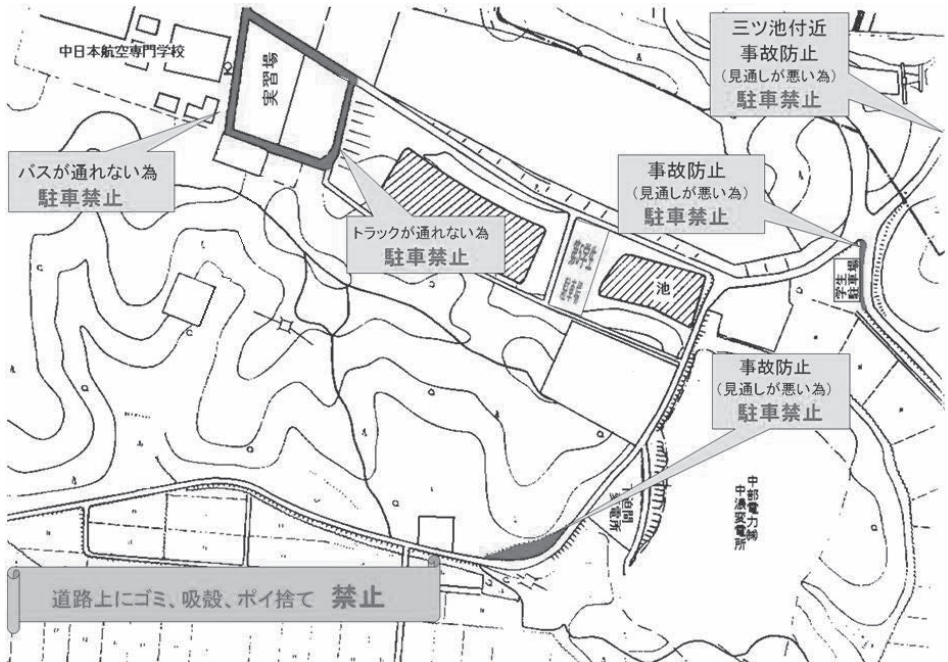 中日本航空専門学校
実習場
三ツ池付近
事故防止
(見通しが悪い為)
駐車禁止
バスが通れない為
駐車禁止
トラックが通れない為
駐車禁止
事故防止
(見通しが悪い為)
駐車禁止
学生
駐車場
池
事故防止
(見通しが悪い為)
駐車禁止
中部電力㈱
中濃変電所
道路上にゴミ、吸殻、ポイ捨て 禁止